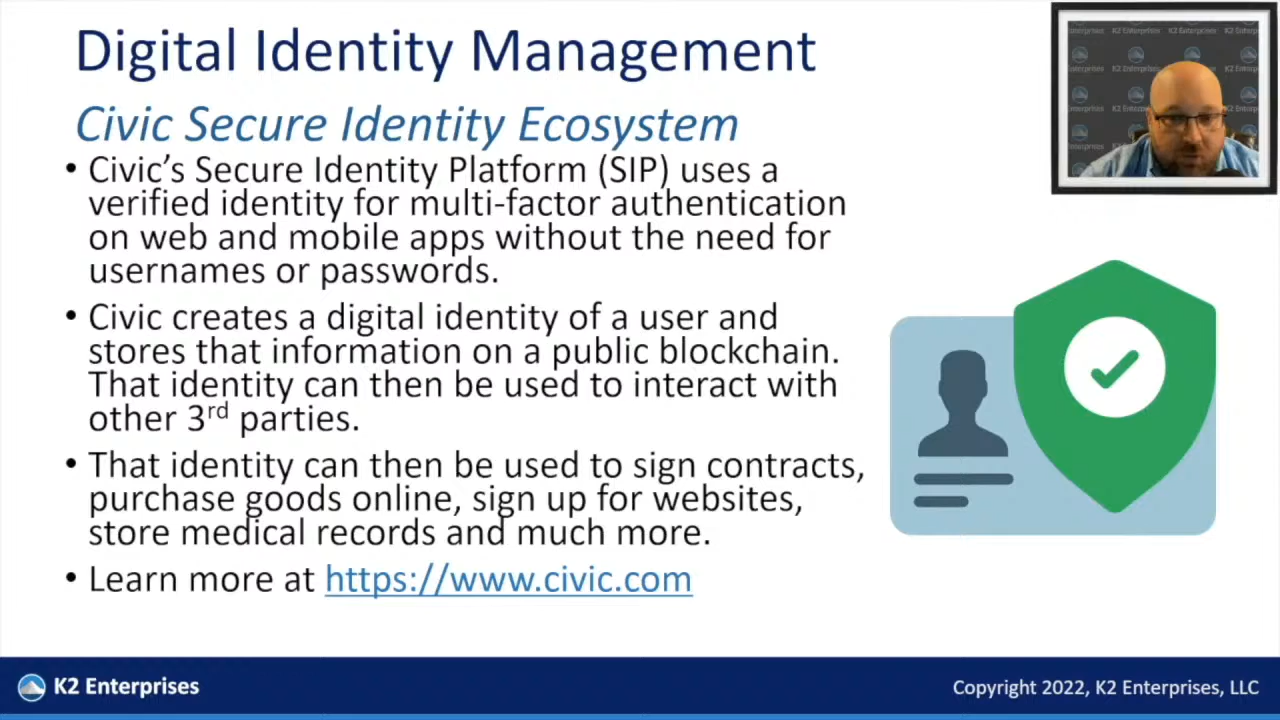 Digital Identity Management
Civic Secure Identity Ecosystem
• Civic's Secure Identity Platform (SIP) uses a
verified identity for multi-factor authentication
on web and mobile apps without the need for
usernames or passwords.
• Civic creates a digital identity of a user and
stores that information on a public blockchain.
That identity can then be used to interact with
other 3rd parties.
• That identity can then be used to sign contracts,
purchase goods online, sign up for websites,
store medical records and much more.
• Learn more at https://www.civic.com
K2 Enterprises
Copyright 2022, K2 Enterprises, LLC